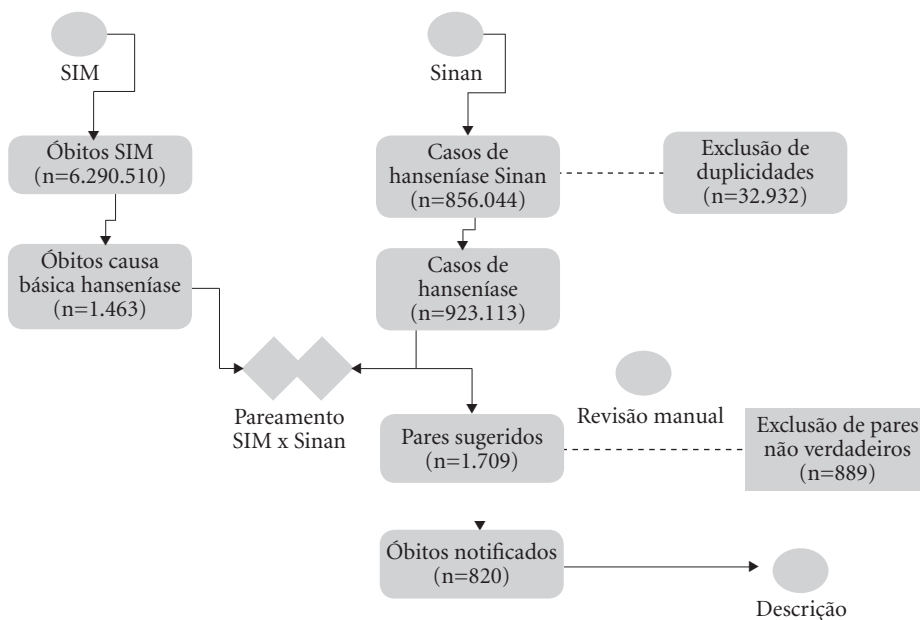 SIM
Sinan
Óbitos SIM
(n=6.290.510)
Casos de
hanseníase Sinan
(n=856.044)
Exclusão de
duplicidades
(n=32.932)
Óbitos causa
básica hanseníase
(n=1.463)
Casos de
hanseníase
(n=923.113)
Pareamento
SIM x Sinan
Revisão manual
Pares sugeridos
(n=1.709)
Exclusão de pares
não verdadeiros
(n=889)
Óbitos notificados
(n=820)
Descrição